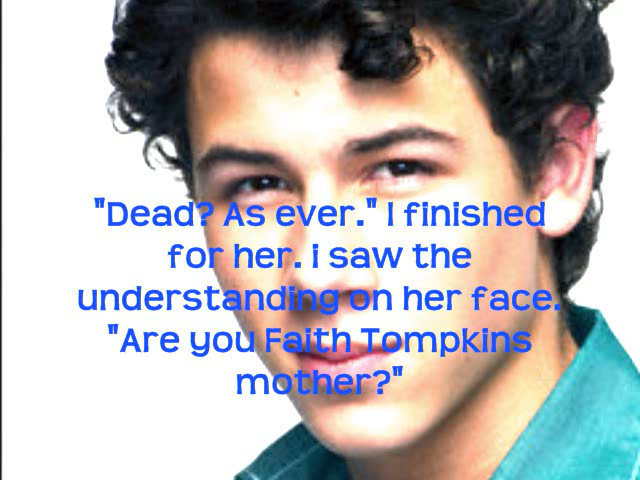 "Dead? As ever." I finished
for her. I saw the
understanding on her face.
"Are you Faith Tompkins
mother?"